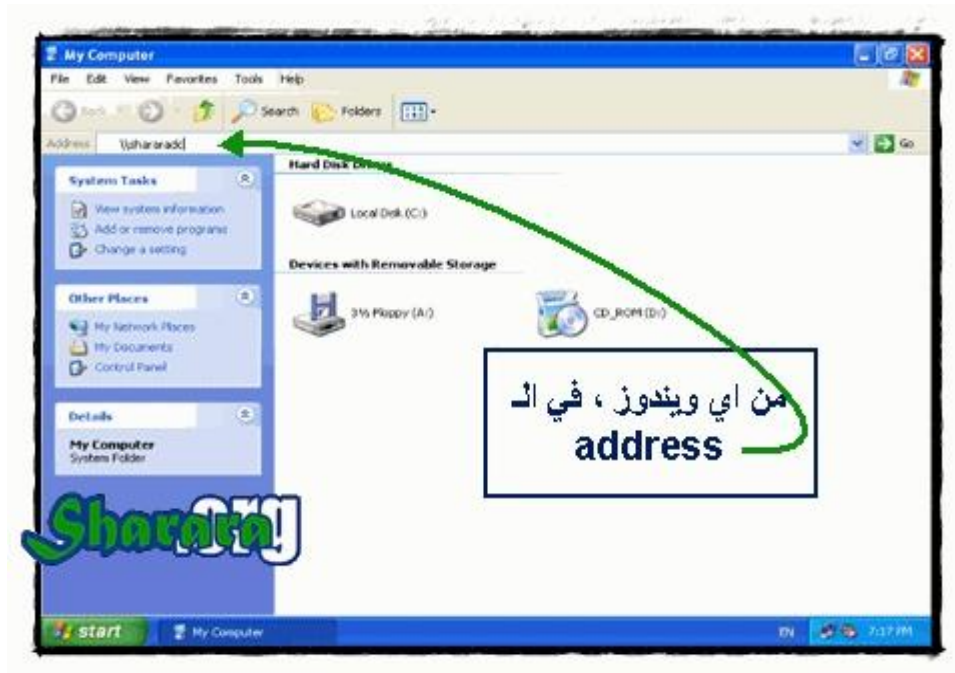 My Computer
File Edit View Favorites Tools Help
Back Search Folders
Address \\shararadc Go
System Tasks
View system information
Add or remove programs
Change a setting
Other Places
My Network Places
My Documents
Control Panel
Details
My Computer
System Folder
Hard Disk Drives
Local Disk (C:)
Devices with Removable Storage
3½ Floppy (A:) CD_ROM (D:)
من اي ويندوز ، في الـ
address
Sharara.org
start My Computer EN 7:17 PM